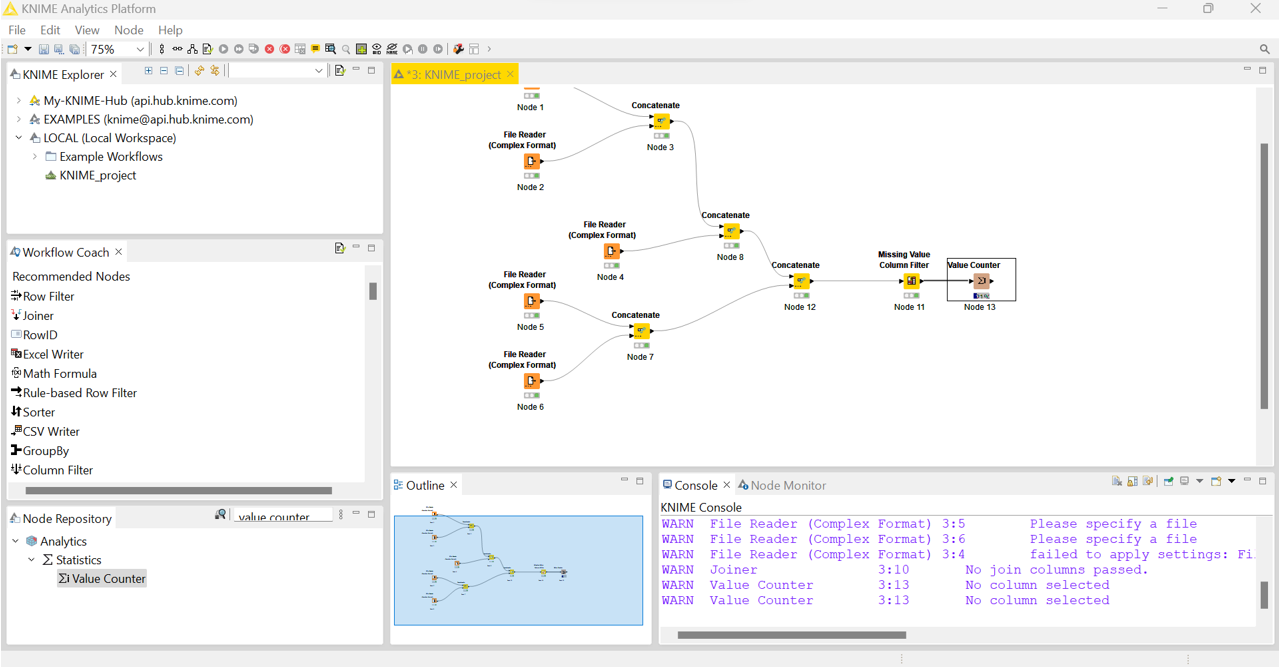 KNIME Analytics Platform
File Edit View Node Help
75%
KNIME Explorer
My-KNIME-Hub (api.hub.knime.com)
EXAMPLES (knime@api.hub.knime.com)
LOCAL (Local Workspace)
Example Workflows
KNIME_project
Workflow Coach
Recommended Nodes
Row Filter
Joiner
RowID
Excel Writer
Math Formula
Rule-based Row Filter
Sorter
CSV Writer
GroupBy
Column Filter
Node Repository
value counter
Analytics
Statistics
Value Counter
*3: KNIME_project
Node 1
Concatenate
Node 3
File Reader
(Complex Format)
Node 2
Concatenate
Node 8
File Reader
(Complex Format)
Node 4
Concatenate
Node 12
Missing Value
Column Filter
Node 11
Value Counter
Node 13
File Reader
(Complex Format)
Node 5
Concatenate
Node 7
File Reader
(Complex Format)
Node 6
Outline
Console
Node Monitor
KNIME Console
WARN File Reader (Complex Format) 3:5 Please specify a file
WARN File Reader (Complex Format) 3:6 Please specify a file
WARN File Reader (Complex Format) 3:4 failed to apply settings: Fi
WARN Joiner 3:10 No join columns passed.
WARN Value Counter 3:13 No column selected
WARN Value Counter 3:13 No column selected